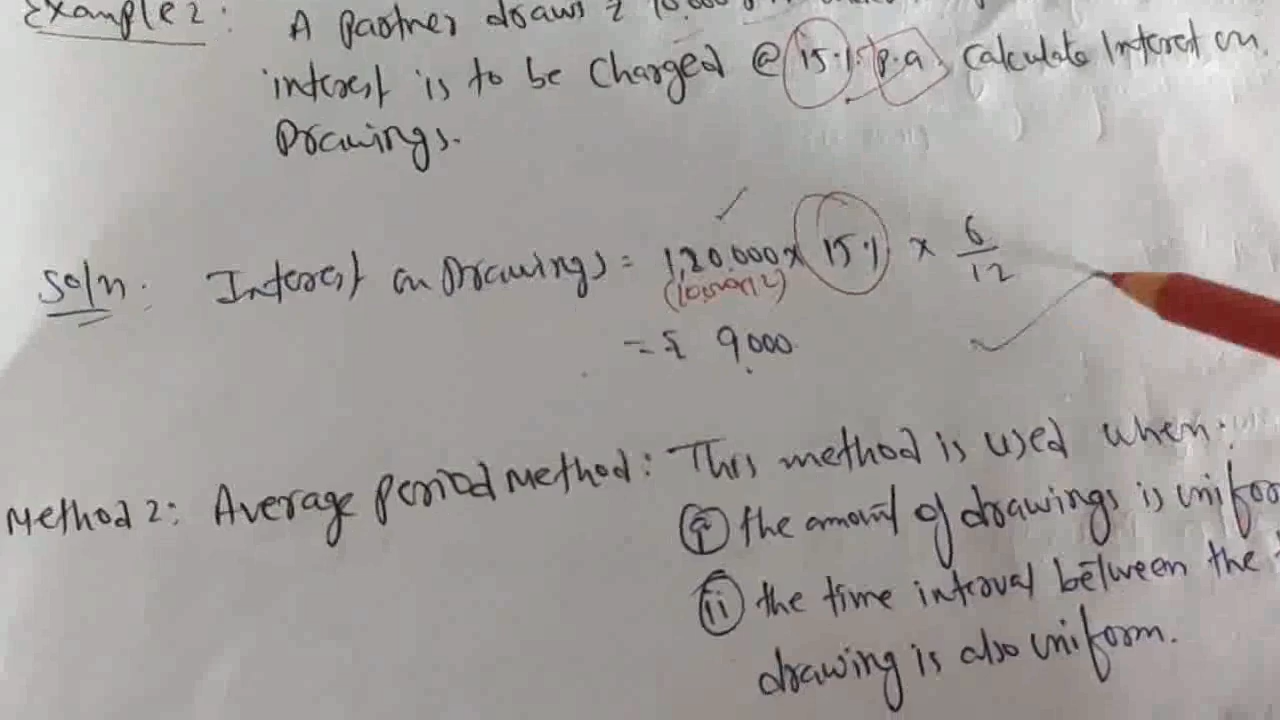 Example 2: A partner draws ₹ 10,000
interest is to be charged @ 15% p.a. Calculate Interest on
Drawings.
Soln: Interest on Drawings = 1,20,000 x 15% x 6/12
(10,000x12)
= ₹ 9,000
Method 2: Average period Method: This method is used when:
(i) the amount of drawings is unifor
(ii) the time interval between the
drawing is also uniform.